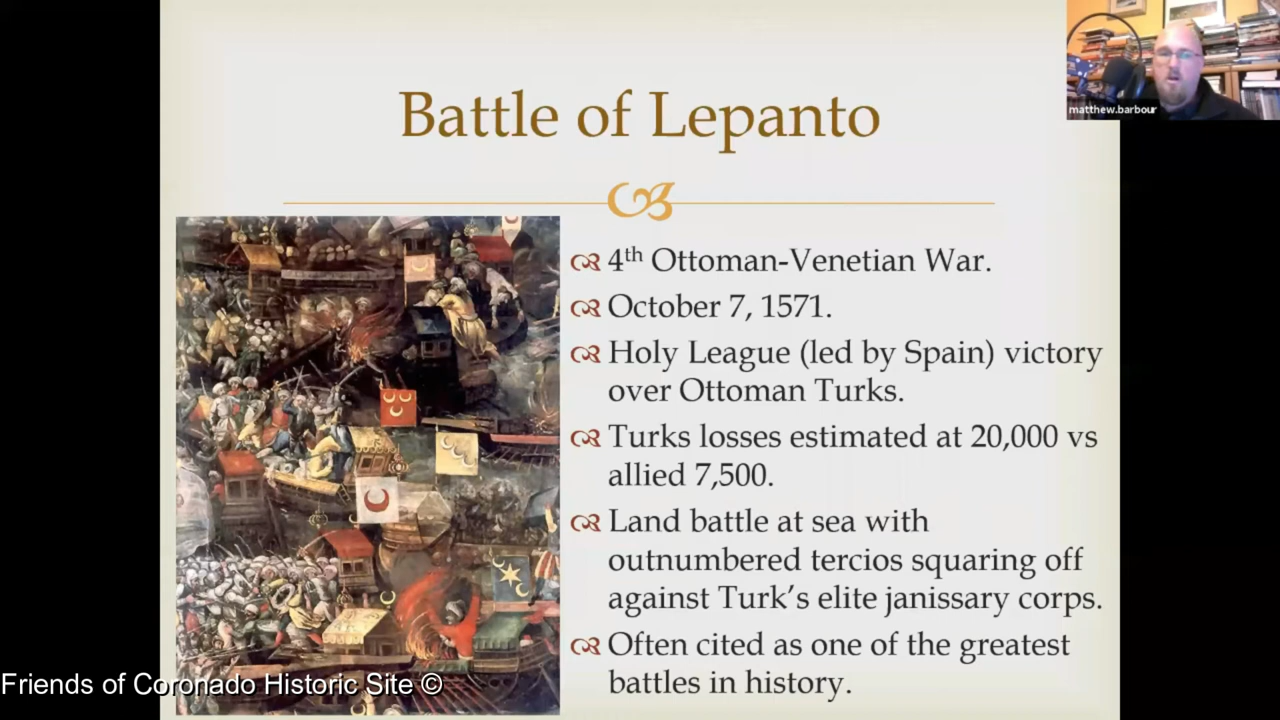 matthew.barbour
Battle of Lepanto
4th Ottoman-Venetian War.
October 7, 1571.
Holy League (led by Spain) victory
over Ottoman Turks.
Turks losses estimated at 20,000 vs
allied 7,500.
Land battle at sea with
outnumbered tercios squaring off
against Turk’s elite janissary corps.
Often cited as one of the greatest
battles in history.
Friends of Coronado Historic Site ©